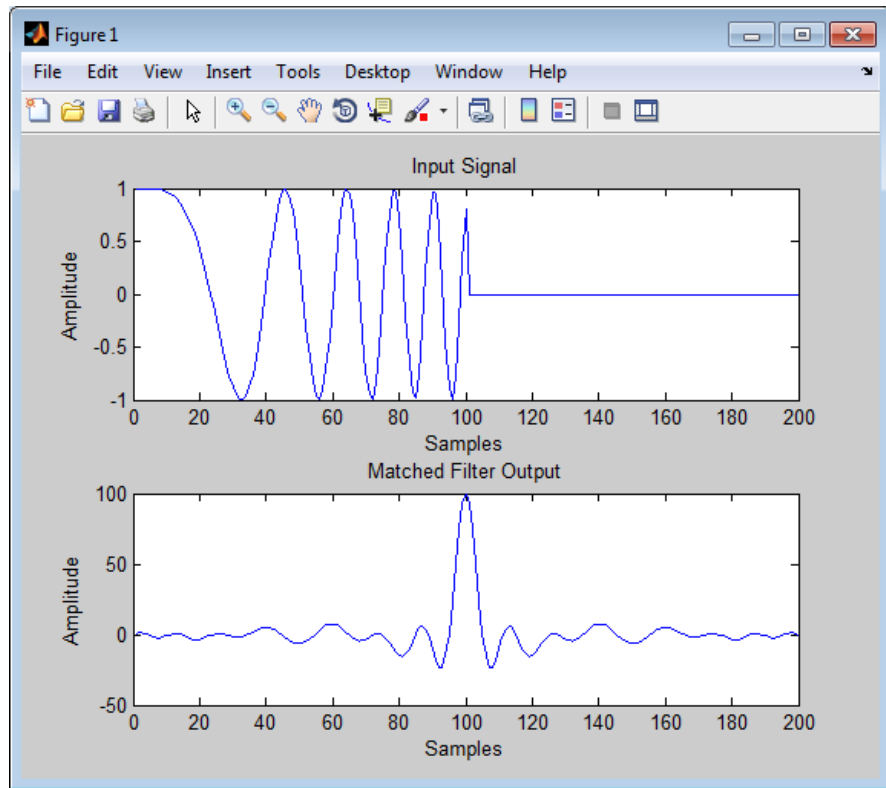 Figure 1
File Edit View Insert Tools Desktop Window Help
Input Signal
1
0.5
0
-0.5
-1
Amplitude
0 20 40 60 80 100 120 140 160 180 200
Samples
Matched Filter Output
100
50
0
-50
Amplitude
0 20 40 60 80 100 120 140 160 180 200
Samples